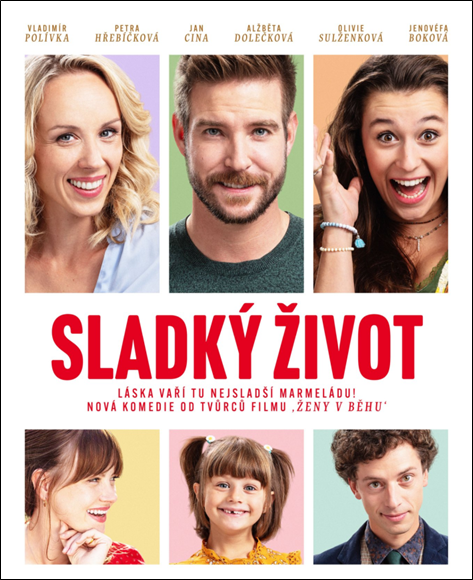 VLADIMÍR PETRA JAN ALŽBĚTA OLIVIE JENOVÉFA
POLÍVKA HŘEBÍČKOVÁ CINA DOLEČKOVÁ SULŽENKOVÁ BOKOVÁ
SLADKÝ ŽIVOT
LÁSKA VAŘÍ TU NEJSLADŠÍ MARMELÁDU!
NOVÁ KOMEDIE OD TVŮRCŮ FILMU ‚ŽENY V BĚHU‘